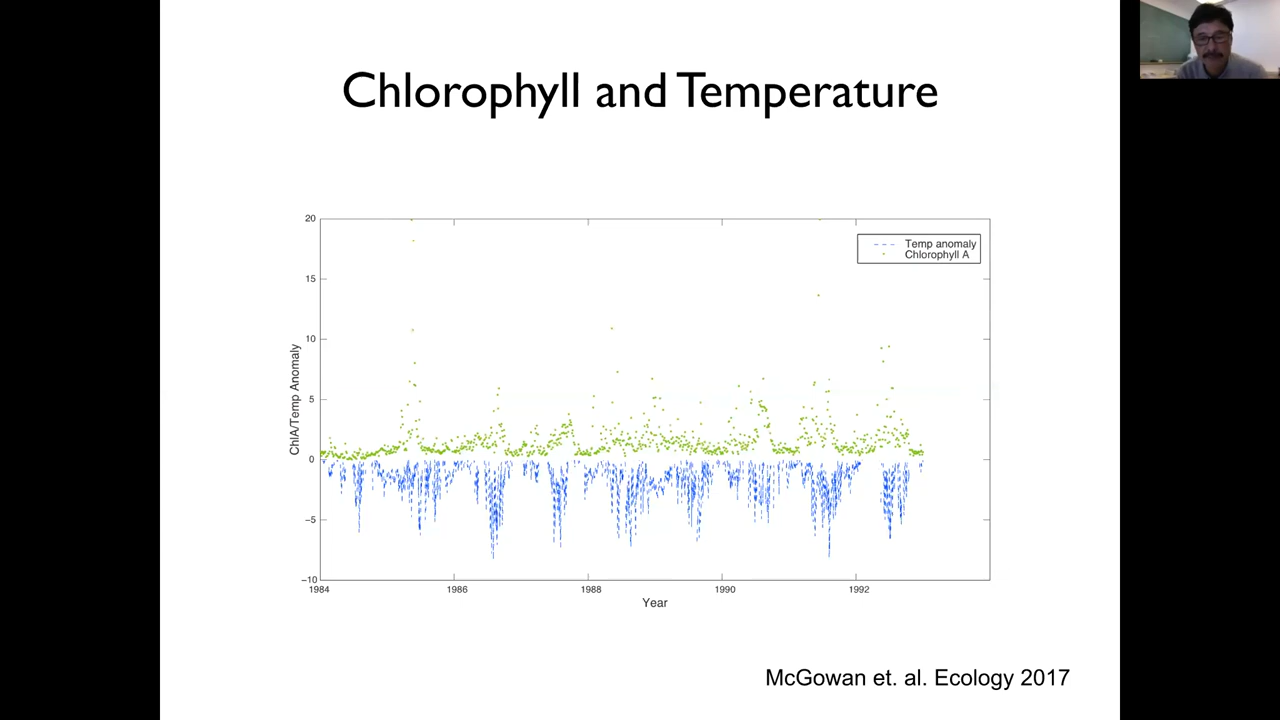 Chlorophyll and Temperature
20
15
10
5
0
−5
−10
ChlA/Temp Anomaly
Temp anomaly
Chlorophyll A
1984
1986
1988
1990
1992
Year
McGowan et. al. Ecology 2017